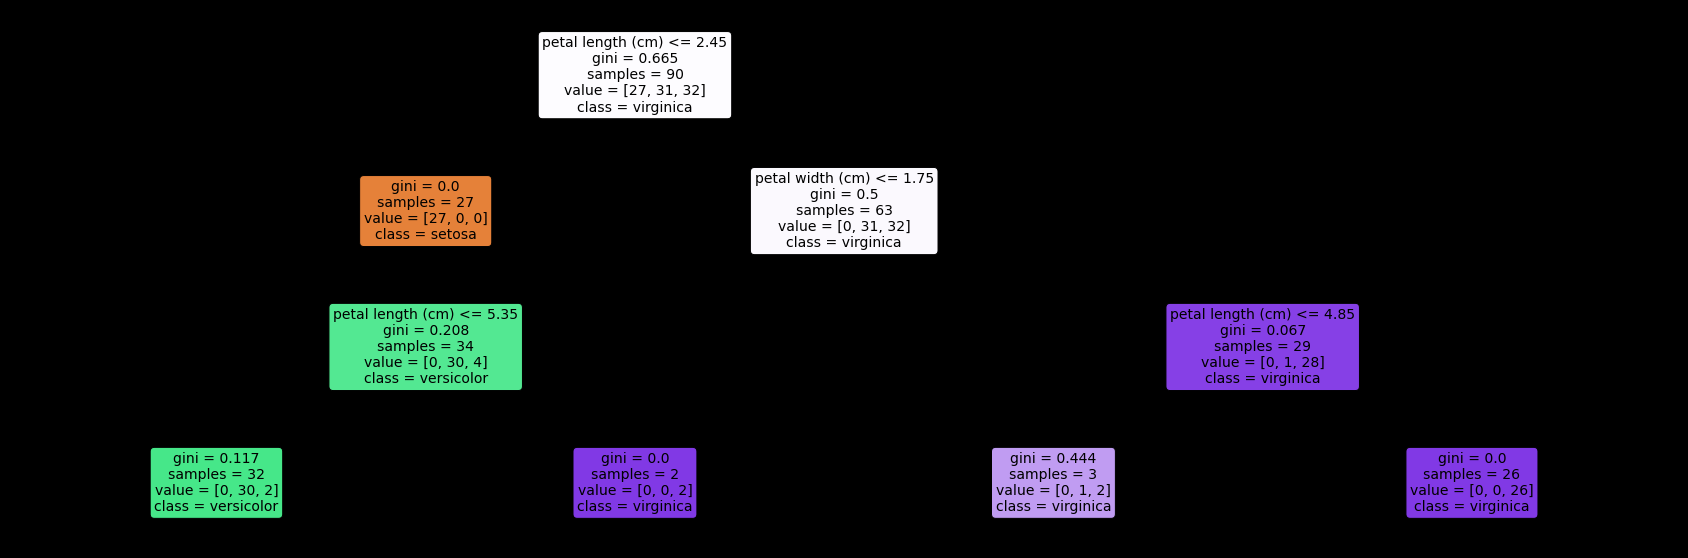 petal length (cm) <= 2.45
gini = 0.665
samples = 90
value = [27, 31, 32]
class = virginica
gini = 0.0
samples = 27
value = [27, 0, 0]
class = setosa
petal width (cm) <= 1.75
gini = 0.5
samples = 63
value = [0, 31, 32]
class = virginica
petal length (cm) <= 5.35
gini = 0.208
samples = 34
value = [0, 30, 4]
class = versicolor
petal length (cm) <= 4.85
gini = 0.067
samples = 29
value = [0, 1, 28]
class = virginica
gini = 0.117
samples = 32
value = [0, 30, 2]
class = versicolor
gini = 0.0
samples = 2
value = [0, 0, 2]
class = virginica
gini = 0.444
samples = 3
value = [0, 1, 2]
class = virginica
gini = 0.0
samples = 26
value = [0, 0, 26]
class = virginica